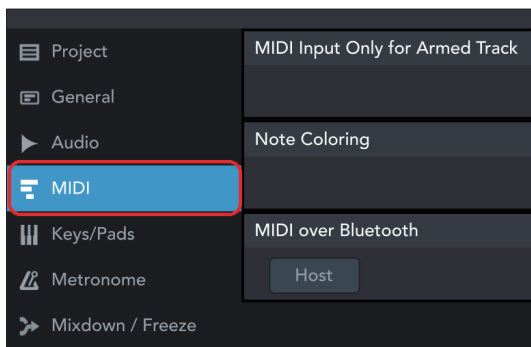 Project
General
Audio
MIDI
Keys/Pads
Metronome
Mixdown / Freeze
MIDI Input Only for Armed Track
Note Coloring
MIDI over Bluetooth
Host